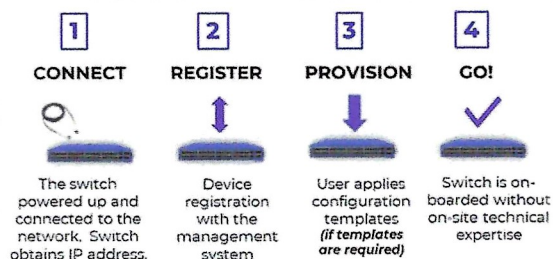 1
CONNECT
The switch
powered up and
connected to the
network. Switch
obtains IP address.
2
REGISTER
Device
registration
with the
management
system
3
PROVISION
User applies
configuration
templates
(if templates
are required)
4
GO!
Switch is on-
boarded without
on-site technical
expertise